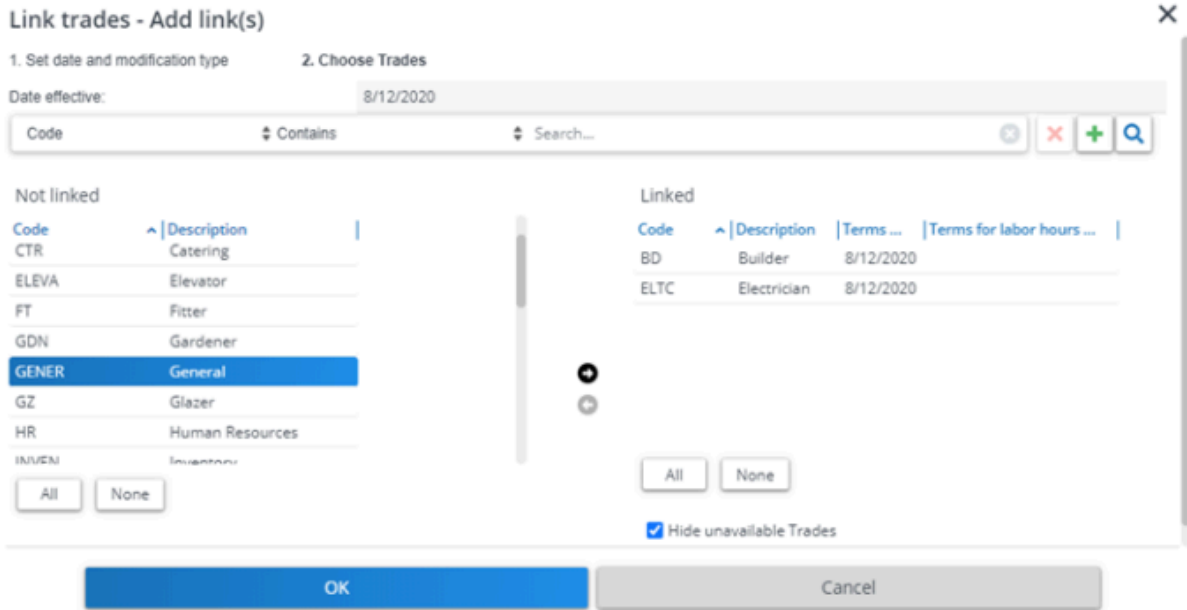 Link trades - Add link(s)
1. Set date and modification type 2. Choose Trades
Date effective: 8/12/2020
Code Contains Search...
Not linked
Code Description
CTR Catering
ELEVA Elevator
FT Fitter
GDN Gardener
GENER General
GZ Glazer
HR Human Resources
INVEN Inventory
All None
Linked
Code Description Terms ... Terms for labor hours ...
BD Builder 8/12/2020
ELTC Electrician 8/12/2020
All None
Hide unavailable Trades
OK Cancel